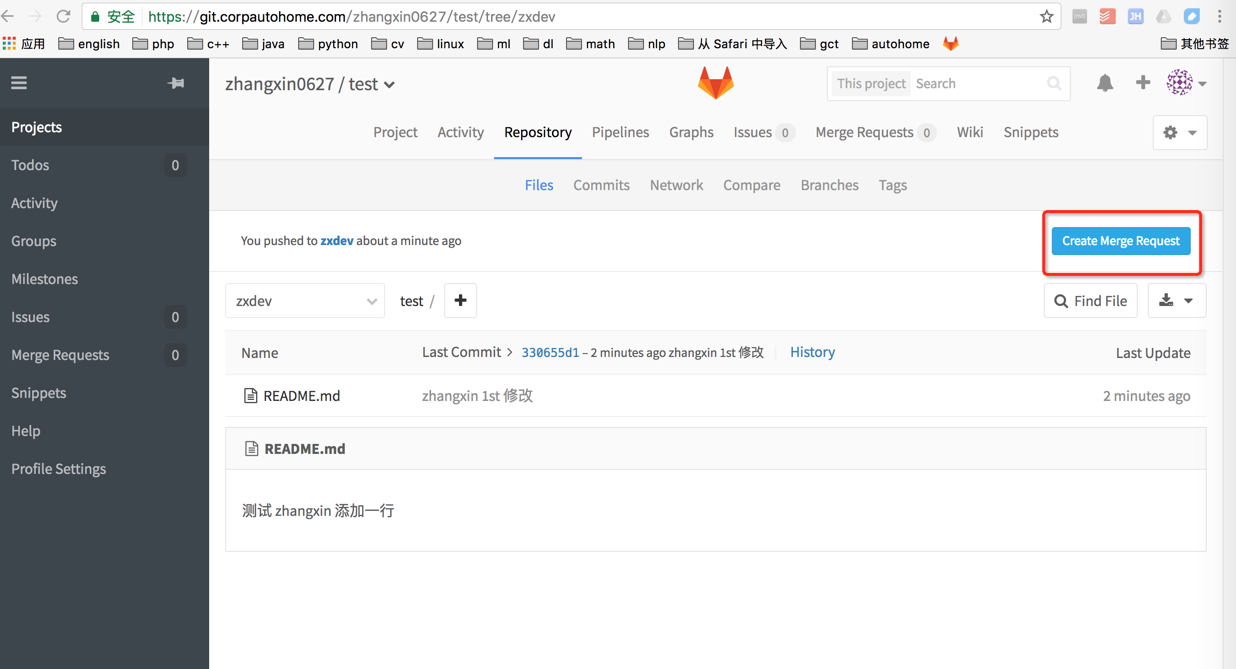 安全 https://git.corpautohome.com/zhangxin0627/test/tree/zxdev
应用 english php c++ java python cv linux ml dl math nlp 从 Safari 中导入 gct autohome 其他书签
zhangxin0627 / test
This project Search
Projects
Todos 0
Activity
Groups
Milestones
Issues 0
Merge Requests 0
Snippets
Help
Profile Settings
Project Activity Repository Pipelines Graphs Issues 0 Merge Requests 0 Wiki Snippets
Files Commits Network Compare Branches Tags
You pushed to zxdev about a minute ago
Create Merge Request
zxdev test / +
Find File
Name Last Commit > 330655d1 – 2 minutes ago zhangxin 1st 修改 History Last Update
README.md zhangxin 1st 修改 2 minutes ago
README.md
测试 zhangxin 添加一行